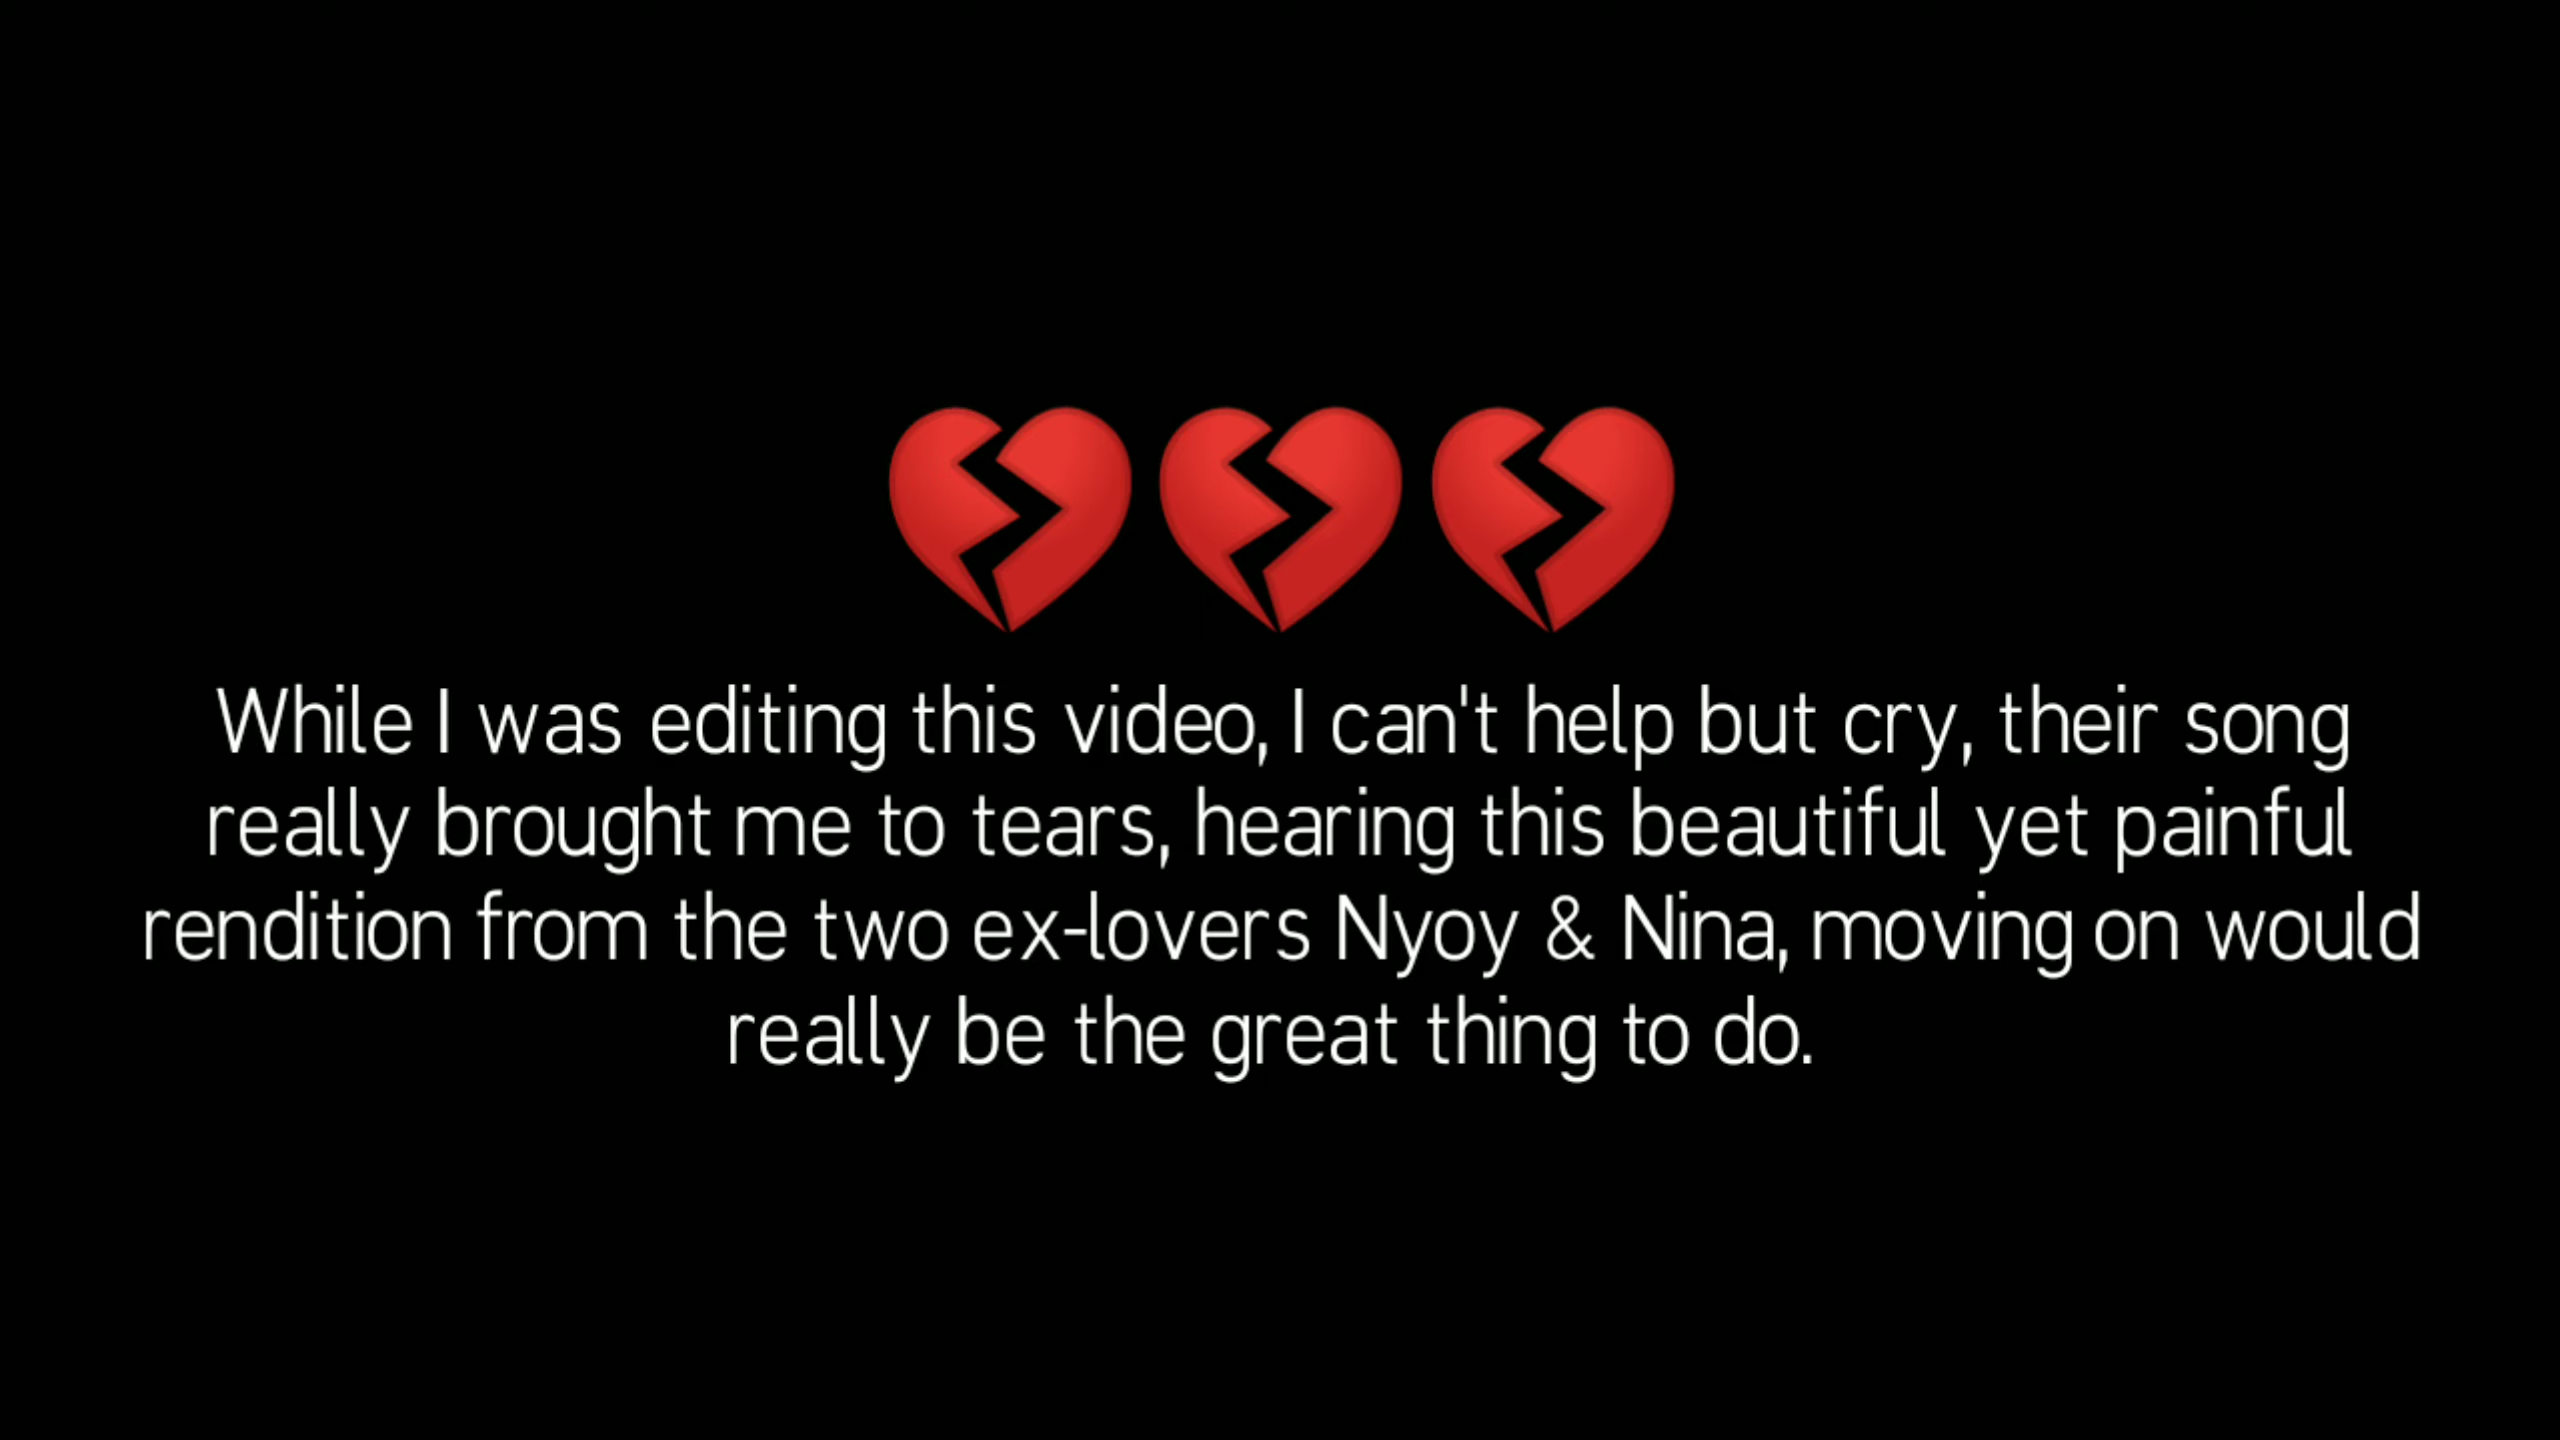 💔💔💔
While I was editing this video, I can't help but cry, their song
really brought me to tears, hearing this beautiful yet painful
rendition from the two ex-lovers Nyoy & Nina, moving on would
really be the great thing to do.